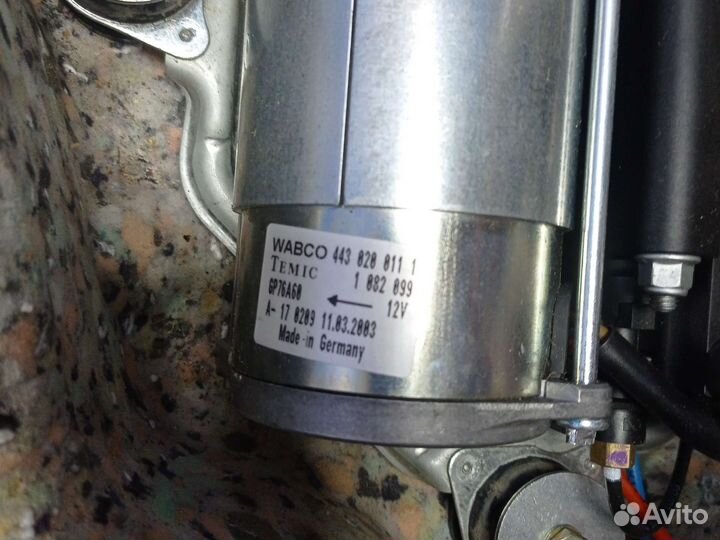 WABCO 443 020 011 1
TEMIC 1 082 099
GP76A60 12V
A- 17 0209 11.03.2003
Made-in Germany
Avito